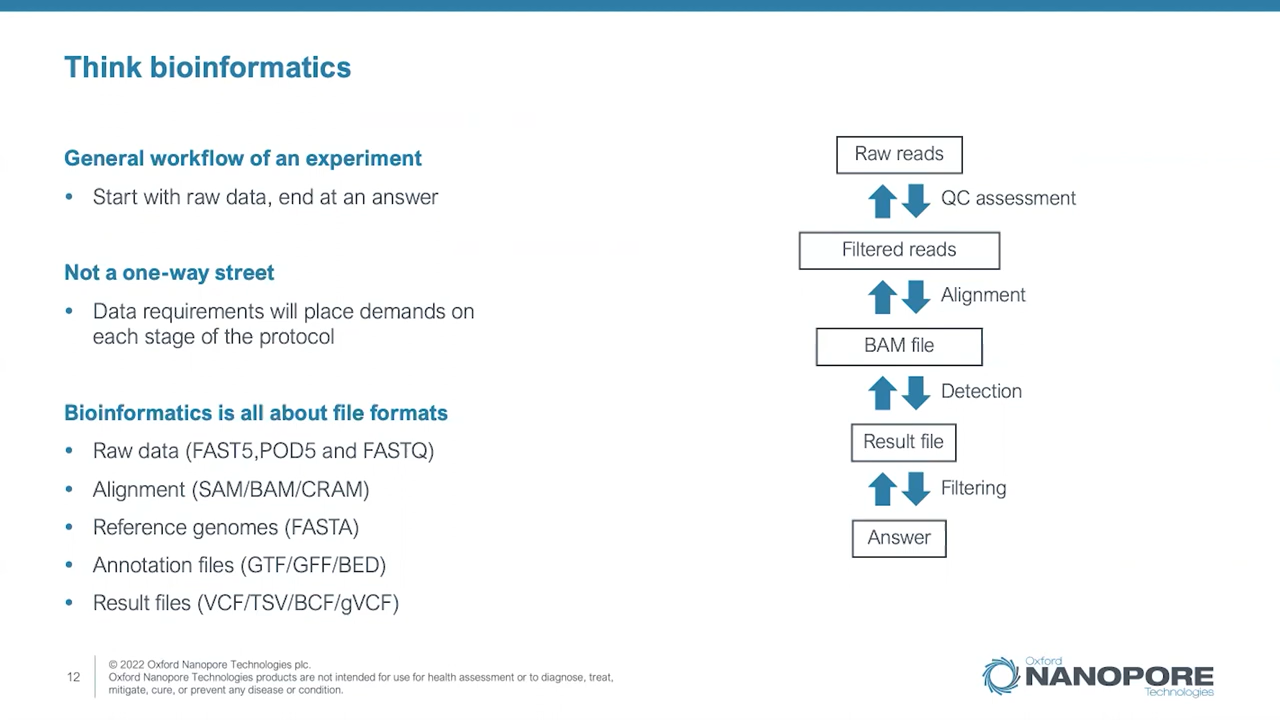 Think bioinformatics
General workflow of an experiment
• Start with raw data, end at an answer
Not a one-way street
• Data requirements will place demands on
each stage of the protocol
Bioinformatics is all about file formats
• Raw data (FAST5,POD5 and FASTQ)
• Alignment (SAM/BAM/CRAM)
• Reference genomes (FASTA)
• Annotation files (GTF/GFF/BED)
• Result files (VCF/TSV/BCF/gVCF)
Raw reads
QC assessment
Filtered reads
Alignment
BAM file
Detection
Result file
Filtering
Answer
12
© 2022 Oxford Nanopore Technologies plc.
Oxford Nanopore Technologies products are not intended for use for health assessment or to diagnose, treat,
mitigate, cure, or prevent any disease or condition.
Oxford
NANOPORE
Technologies